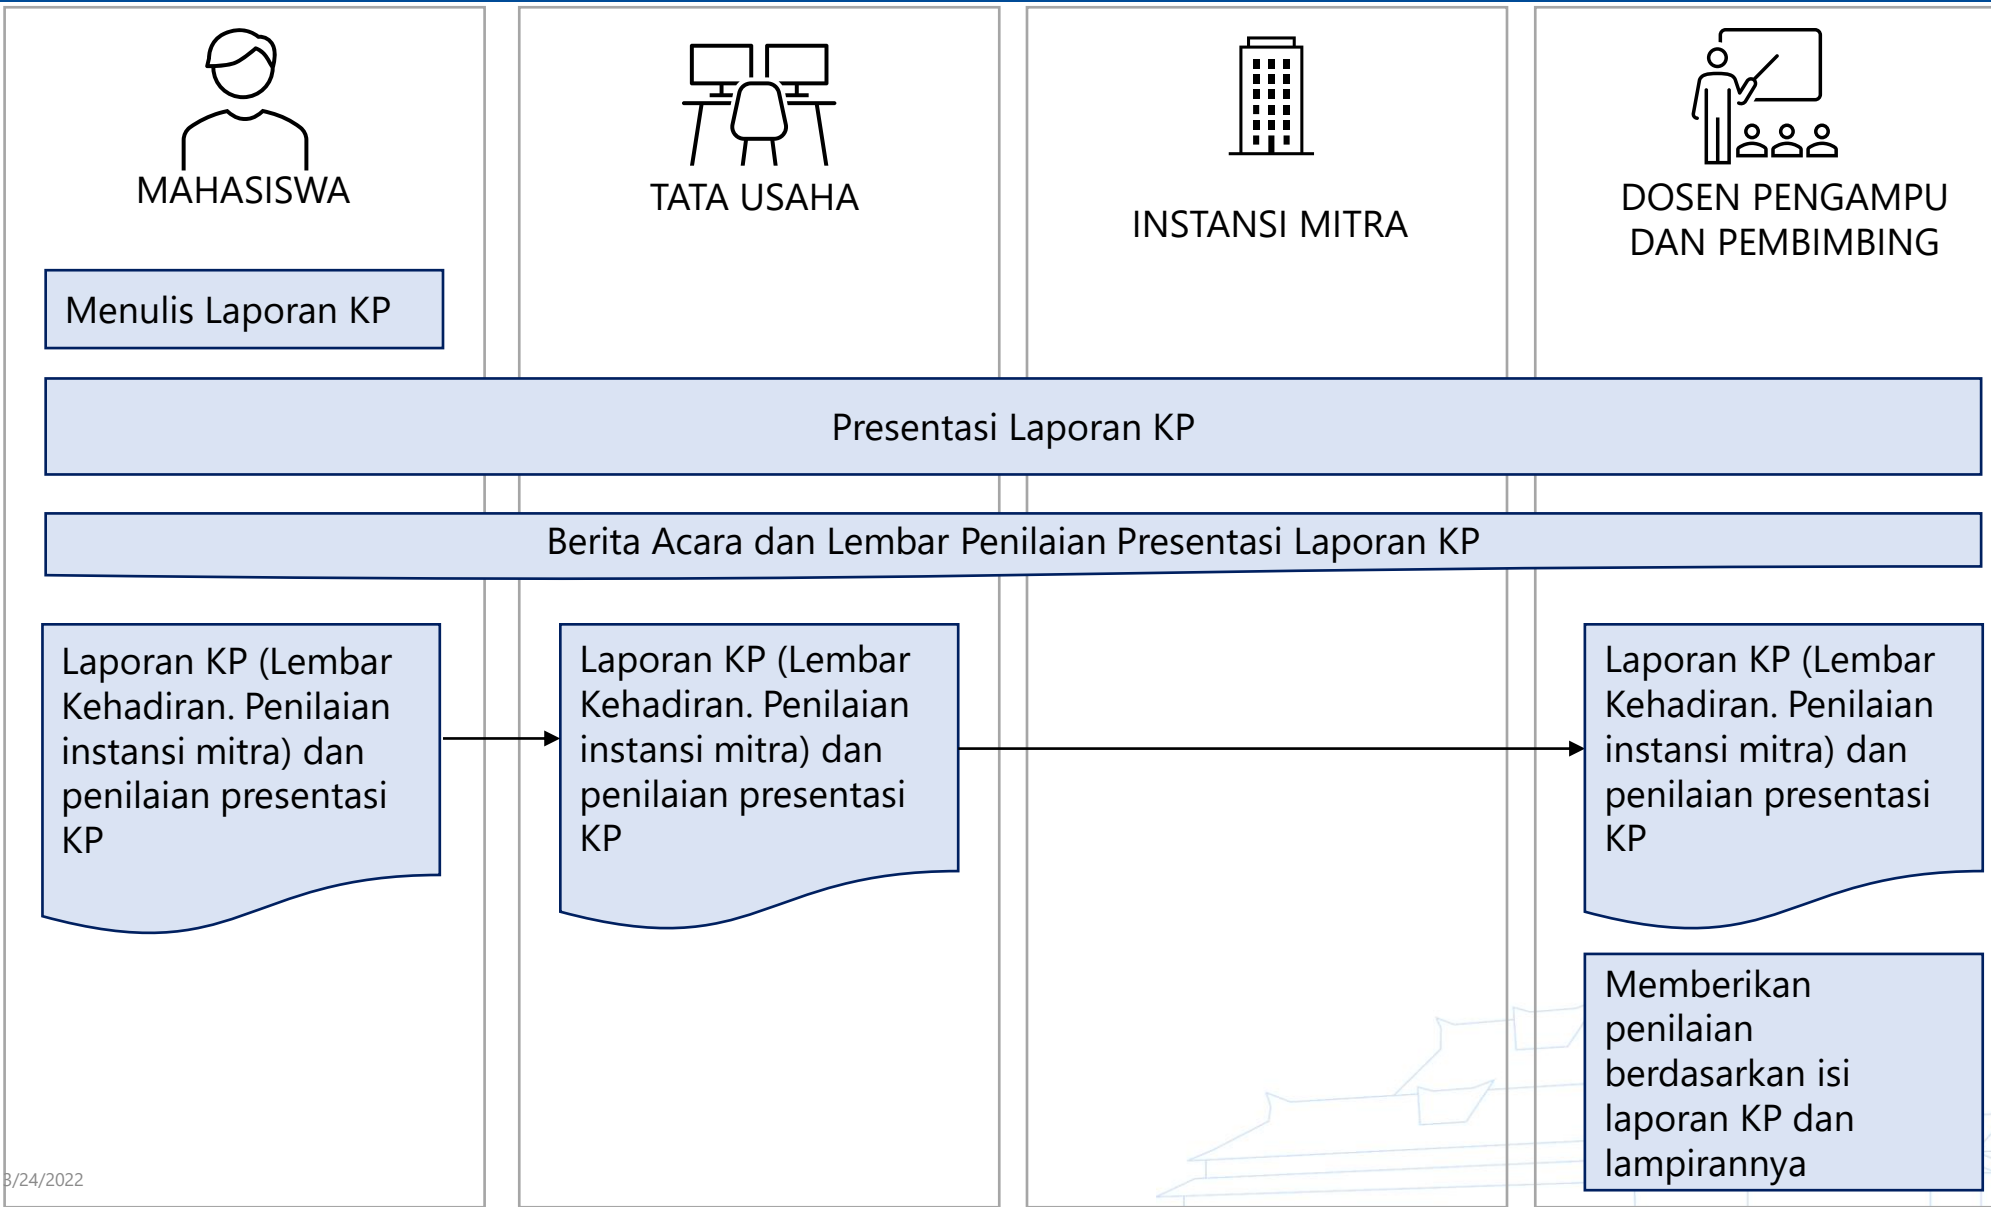 MAHASISWA
TATA USAHA
INSTANSI MITRA
DOSEN PENGAMPU
DAN PEMBIMBING
Menulis Laporan KP
Presentasi Laporan KP
Berita Acara dan Lembar Penilaian Presentasi Laporan KP
Laporan KP (Lembar
Kehadiran. Penilaian
instansi mitra) dan
penilaian presentasi
KP
Laporan KP (Lembar
Kehadiran. Penilaian
instansi mitra) dan
penilaian presentasi
KP
Laporan KP (Lembar
Kehadiran. Penilaian
instansi mitra) dan
penilaian presentasi
KP
Memberikan
penilaian
berdasarkan isi
laporan KP dan
lampirannya
3/24/2022